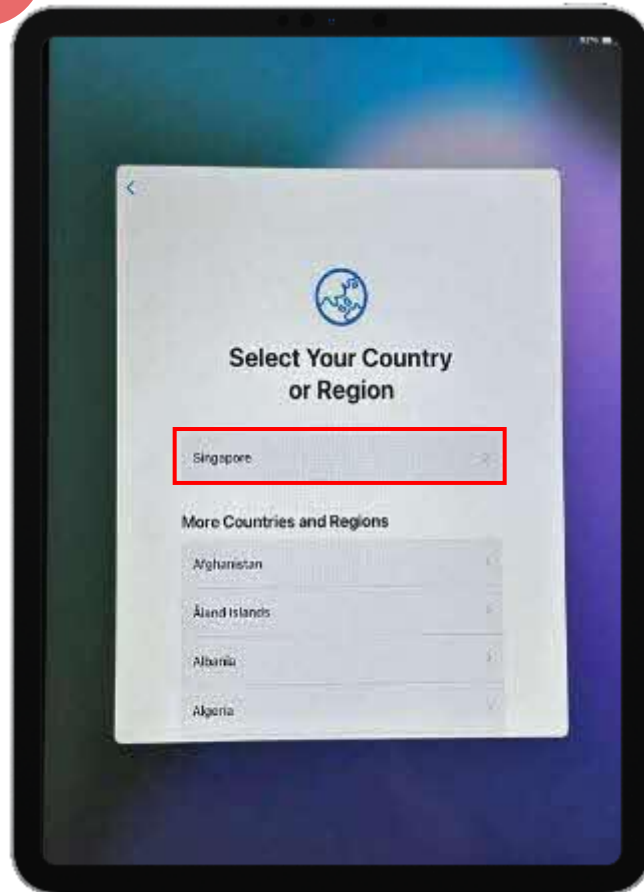 Select Your Country
or Region
Singapore
More Countries and Regions
Afghanistan
Åland Islands
Albania
Algeria